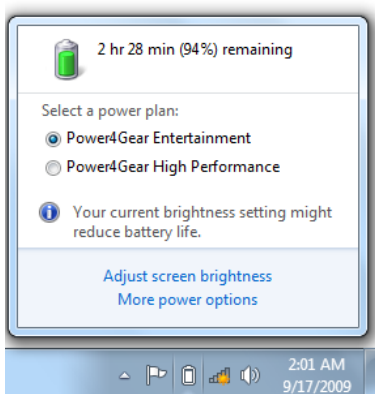 2 hr 28 min (94%) remaining
Select a power plan:
Power4Gear Entertainment
Power4Gear High Performance
Your current brightness setting might
reduce battery life.
Adjust screen brightness
More power options
2:01 AM
9/17/2009